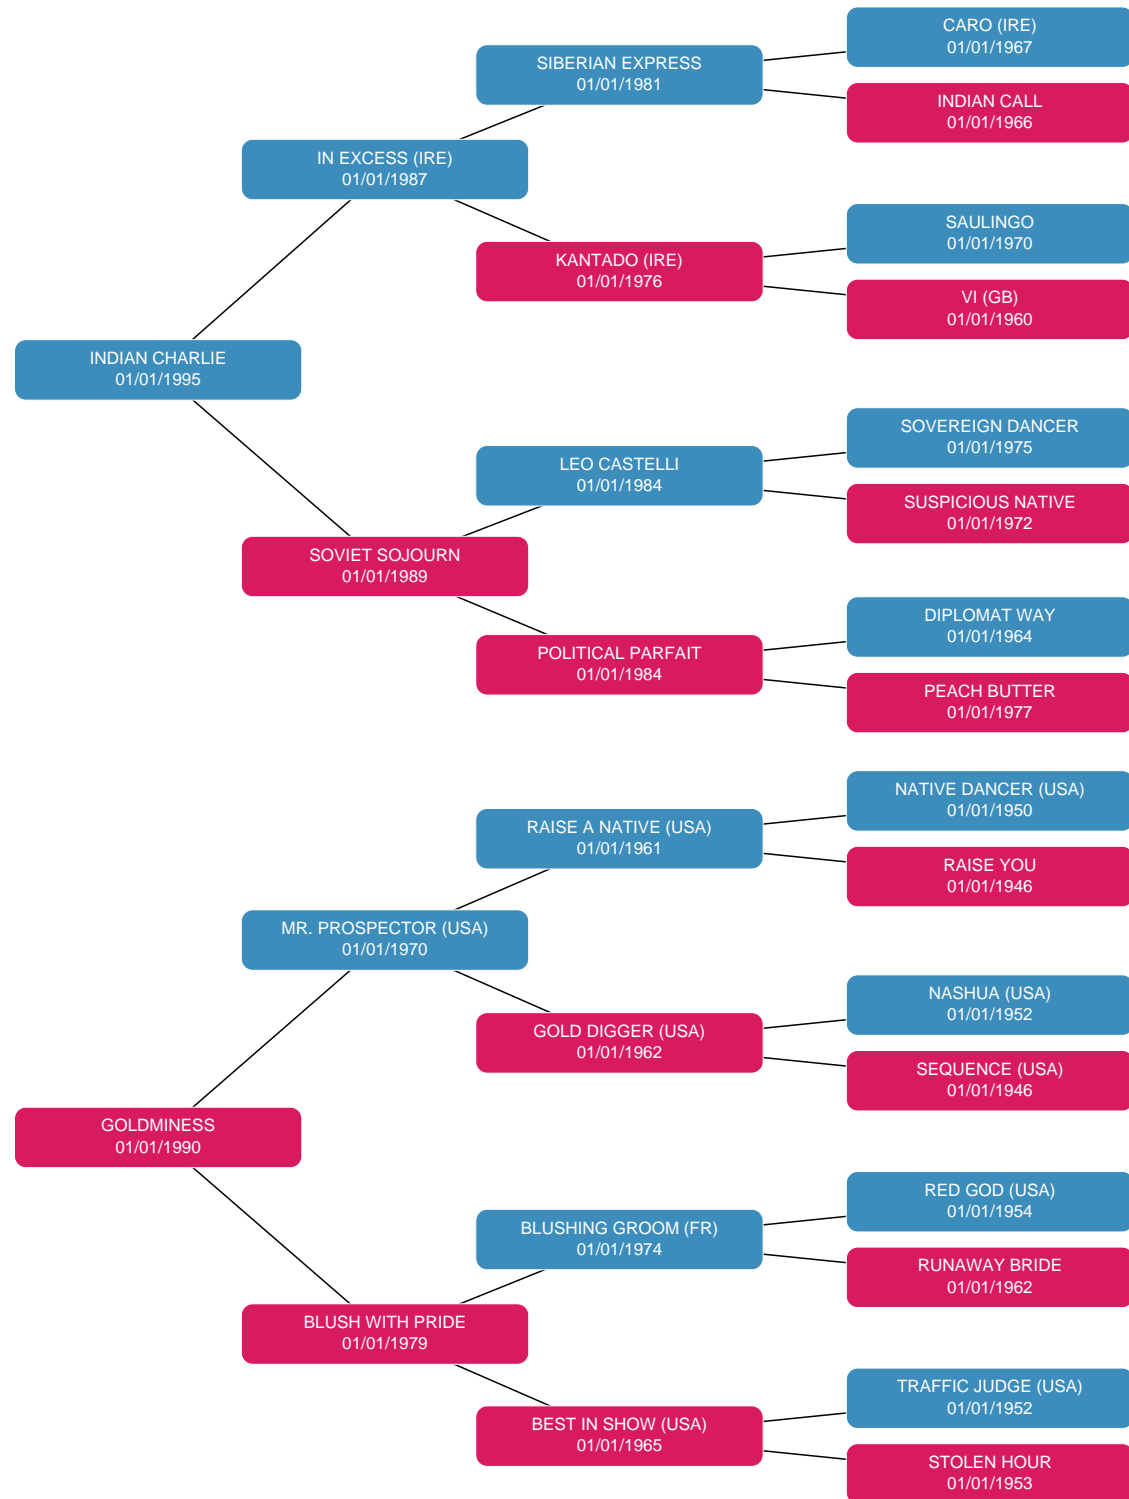 CARO (IRE)
01/01/1967
SIBERIAN EXPRESS
01/01/1981
INDIAN CALL
01/01/1966
IN EXCESS (IRE)
01/01/1987
SAULINGO
01/01/1970
KANTADO (IRE)
01/01/1976
VI (GB)
01/01/1960
INDIAN CHARLIE
01/01/1995
SOVEREIGN DANCER
01/01/1975
LEO CASTELLI
01/01/1984
SUSPICIOUS NATIVE
01/01/1972
SOVIET SOJOURN
01/01/1989
DIPLOMAT WAY
01/01/1964
POLITICAL PARFAIT
01/01/1984
PEACH BUTTER
01/01/1977
NATIVE DANCER (USA)
01/01/1950
RAISE A NATIVE (USA)
01/01/1961
RAISE YOU
01/01/1946
MR. PROSPECTOR (USA)
01/01/1970
NASHUA (USA)
01/01/1952
GOLD DIGGER (USA)
01/01/1962
SEQUENCE (USA)
01/01/1946
GOLDMINESS
01/01/1990
RED GOD (USA)
01/01/1954
BLUSHING GROOM (FR)
01/01/1974
RUNAWAY BRIDE
01/01/1962
BLUSH WITH PRIDE
01/01/1979
TRAFFIC JUDGE (USA)
01/01/1952
BEST IN SHOW (USA)
01/01/1965
STOLEN HOUR
01/01/1953